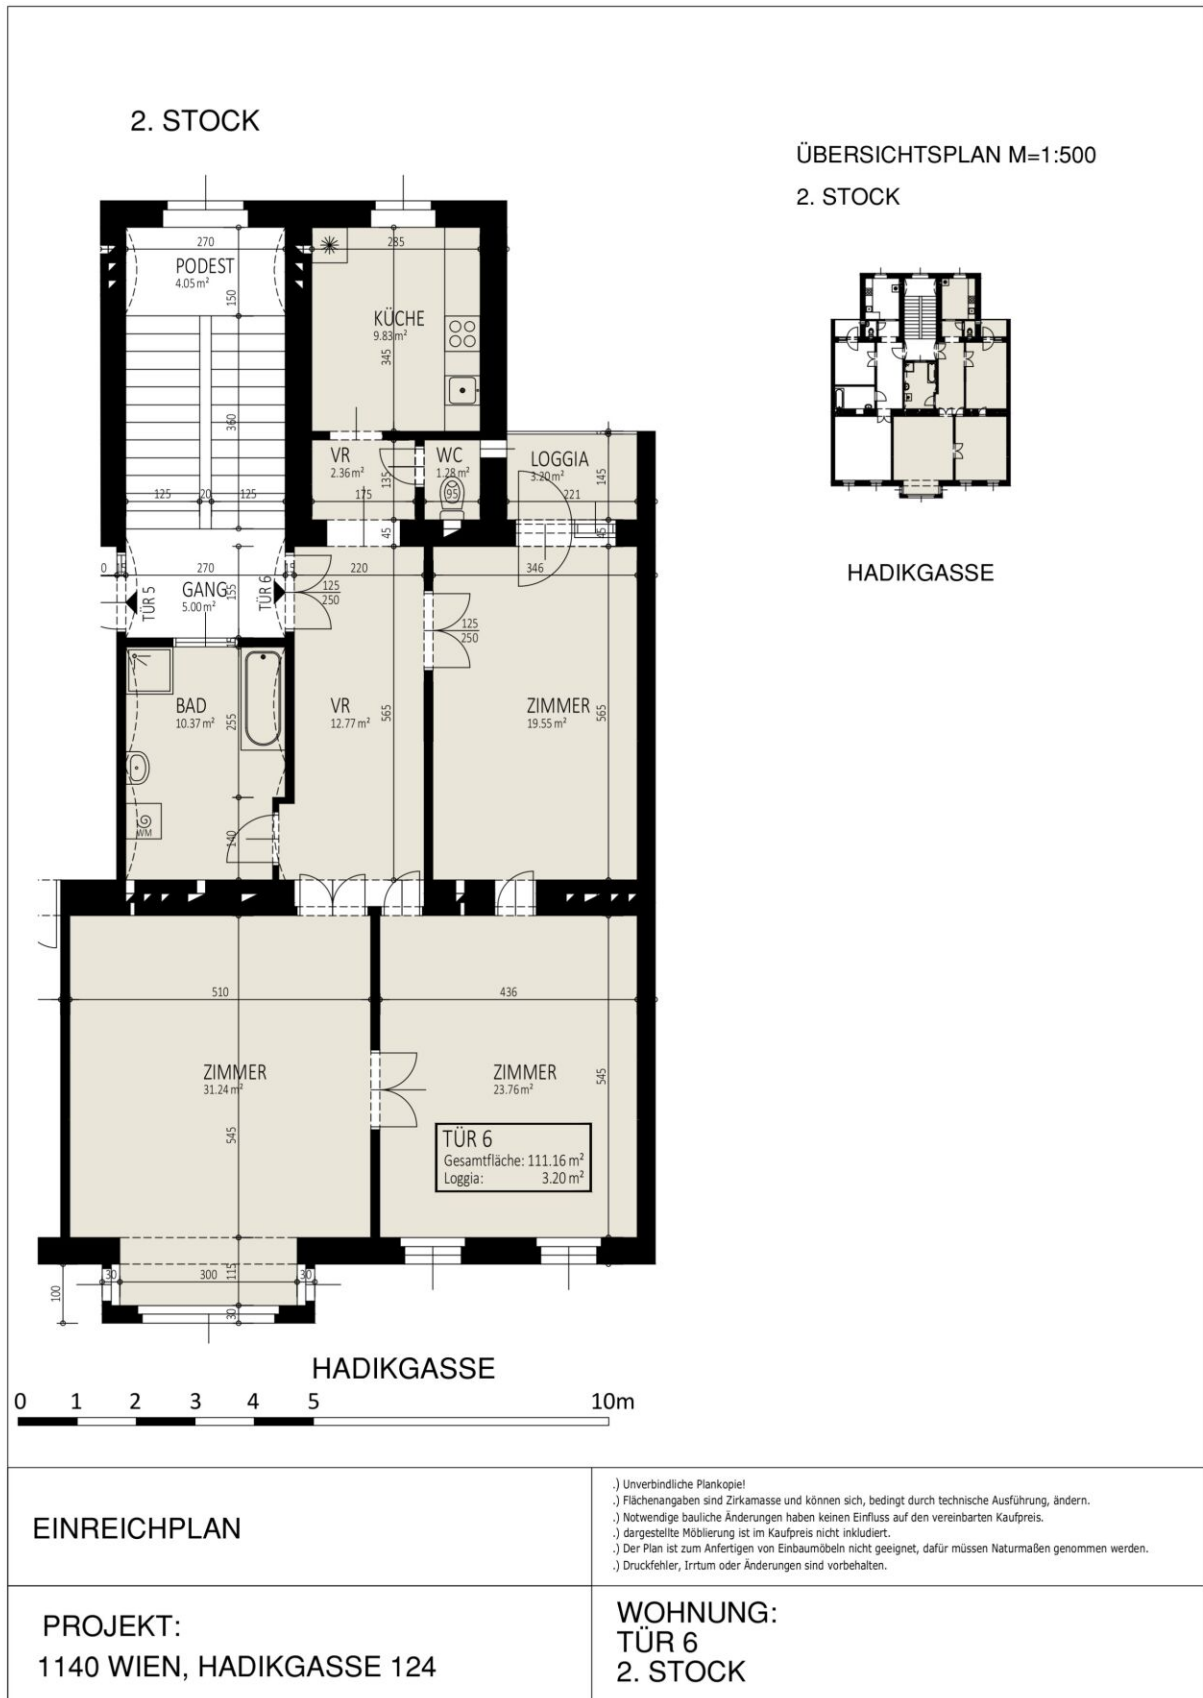 2. STOCK
ÜBERSICHTSPLAN M=1:500
2. STOCK
HADIKGASSE
270
PODEST
4.05 m²
150
360
125
20
125
285
KÜCHE
9.83 m²
345
VR
2.36 m²
135
175
WC
1.28 m²
95
LOGGIA
3.20 m²
145
221
45
45
0
15
270
15
GANG
5.00 m²
155
TÜR 5
TÜR 6
15
220
125
250
346
125
250
BAD
10.37 m²
255
140
WM
VR
12.77 m²
565
ZIMMER
19.55 m²
565
510
436
ZIMMER
31.24 m²
545
ZIMMER
23.76 m²
545
TÜR 6
Gesamtfläche: 111.16 m²
Loggia: 3.20 m²
100
30
300
115
30
30
HADIKGASSE
0 1 2 3 4 5 10m
EINREICHPLAN
.) Unverbindliche Plankopie!
.) Flächenangaben sind Zirkamasse und können sich, bedingt durch technische Ausführung, ändern.
.) Notwendige bauliche Änderungen haben keinen Einfluss auf den vereinbarten Kaufpreis.
.) dargestellte Möblierung ist im Kaufpreis nicht inkludiert.
.) Der Plan ist zum Anfertigen von Einbaumöbeln nicht geeignet, dafür müssen Naturmaßen genommen werden.
.) Druckfehler, Irrtum oder Änderungen sind vorbehalten.
PROJEKT:
1140 WIEN, HADIKGASSE 124
WOHNUNG:
TÜR 6
2. STOCK